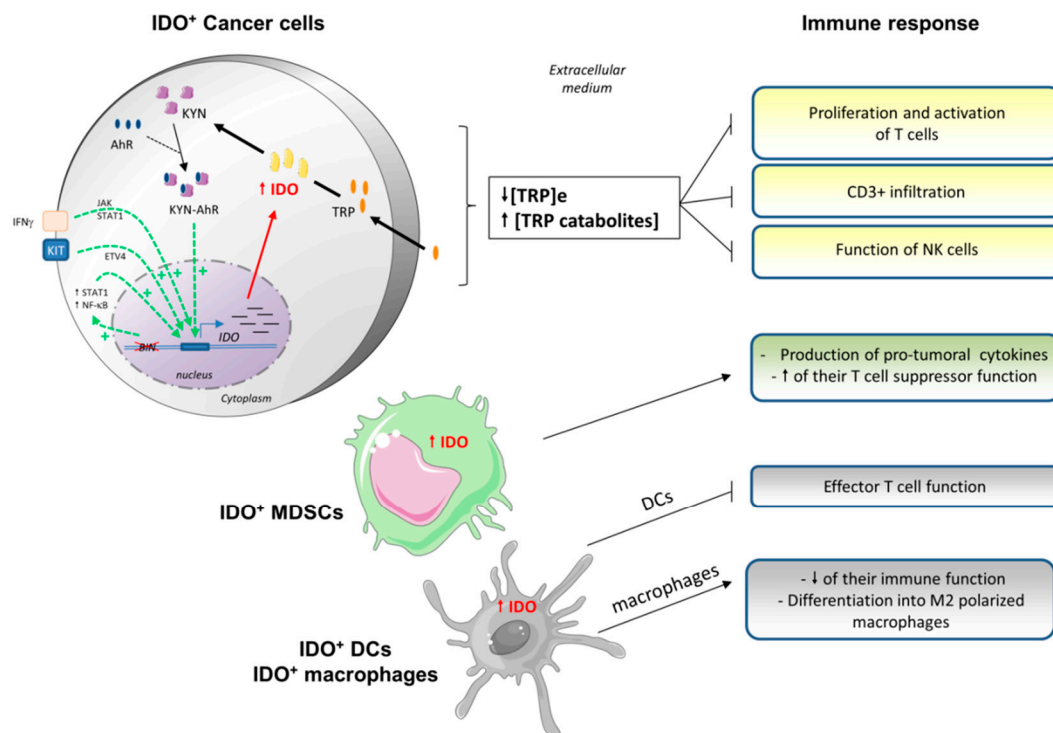 IDO⁺ Cancer cells
Immune response
Extracellular
medium
KYN
AhR
KYN-AhR
↑ IDO
TRP
IFNγ
JAK
STAT1
KIT
ETV4
↑ STAT1
↑ NF-κB
+
+
+
+
+
BIN
IDO
nucleus
Cytoplasm
↓[TRP]e
↑ [TRP catabolites]
Proliferation and activation
of T cells
CD3+ infiltration
Function of NK cells
- Production of pro-tumoral cytokines
- ↑ of their T cell suppressor function
↑ IDO
IDO⁺ MDSCs
DCs
Effector T cell function
macrophages
- ↓ of their immune function
- Differentiation into M2 polarized
macrophages
↑ IDO
IDO⁺ DCs
IDO⁺ macrophages